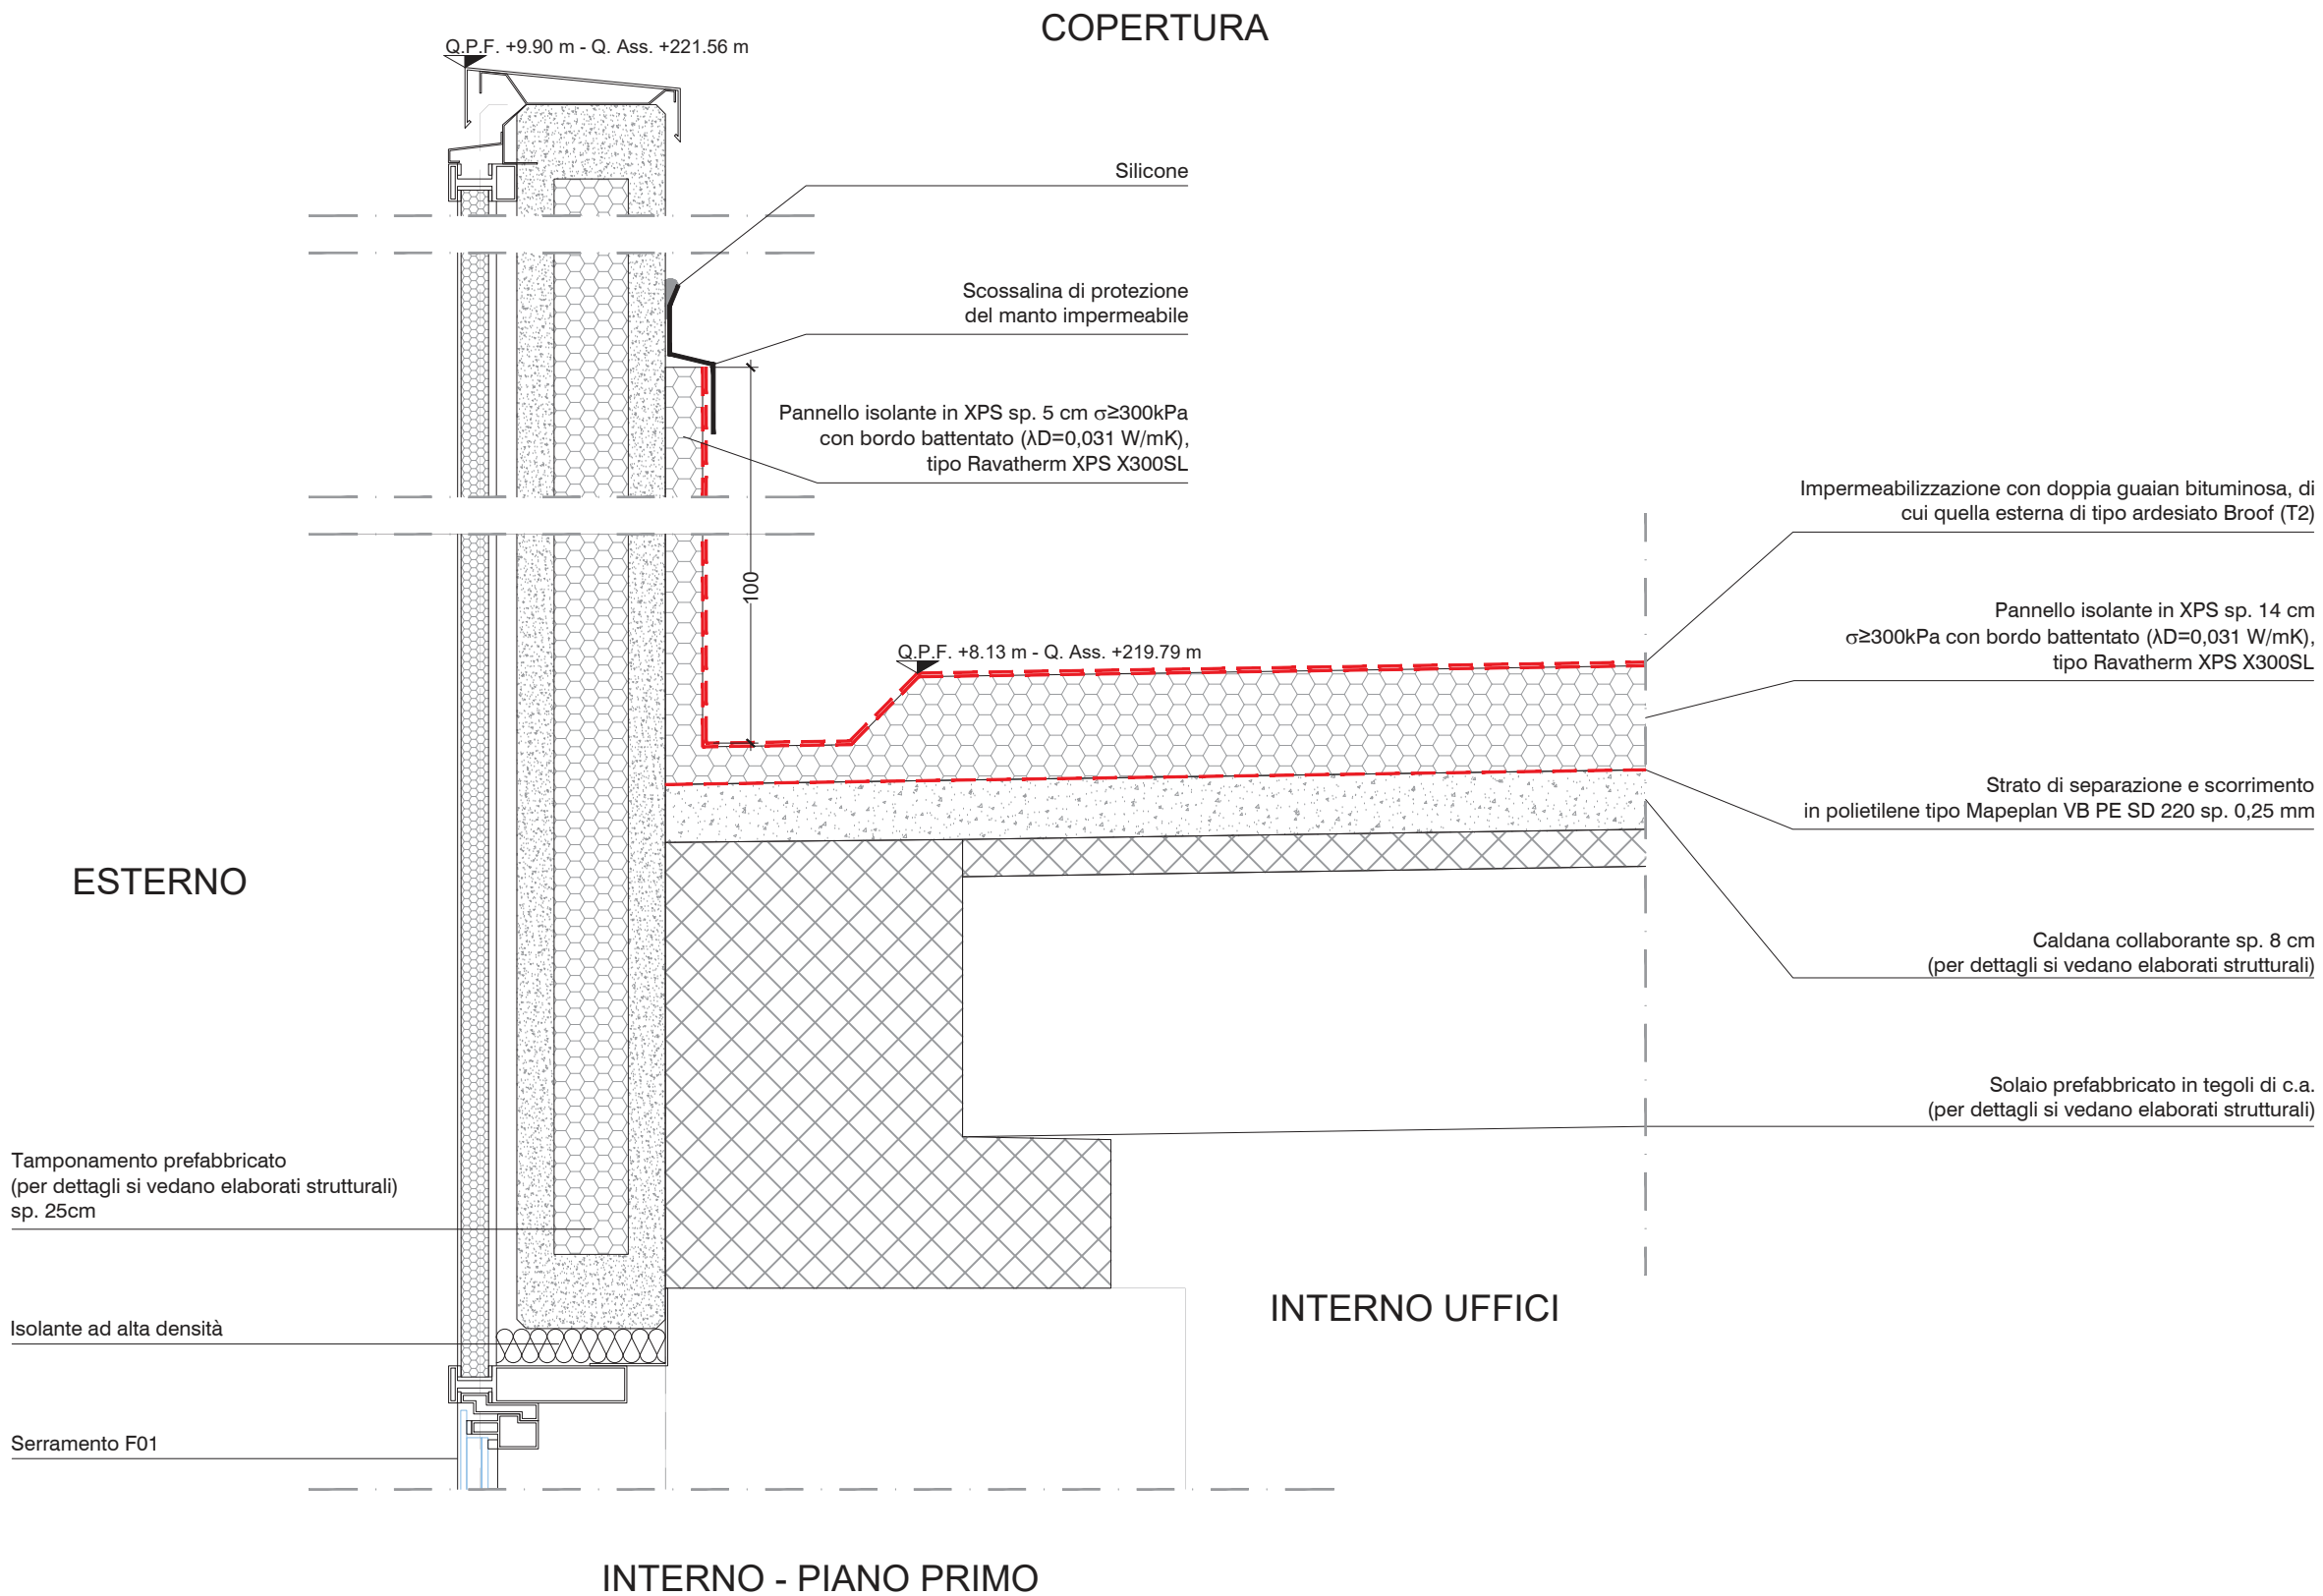 COPERTURA
Q.P.F. +9.90 m - Q. Ass. +221.56 m
Silicone
Scossalina di protezione
del manto impermeabile
Pannello isolante in XPS sp. 5 cm σ≥300kPa
con bordo battentato (λD=0,031 W/mK),
tipo Ravatherm XPS X300SL
Impermeabilizzazione con doppia guaian bituminosa, di
cui quella esterna di tipo ardesiato Broof (T2)
100
Pannello isolante in XPS sp. 14 cm
σ≥300kPa con bordo battentato (λD=0,031 W/mK),
tipo Ravatherm XPS X300SL
Q.P.F. +8.13 m - Q. Ass. +219.79 m
Strato di separazione e scorrimento
in polietilene tipo Mapeplan VB PE SD 220 sp. 0,25 mm
ESTERNO
Caldana collaborante sp. 8 cm
(per dettagli si vedano elaborati strutturali)
Solaio prefabbricato in tegoli di c.a.
(per dettagli si vedano elaborati strutturali)
Tamponamento prefabbricato
(per dettagli si vedano elaborati strutturali)
sp. 25cm
INTERNO UFFICI
Isolante ad alta densità
Serramento F01
INTERNO - PIANO PRIMO